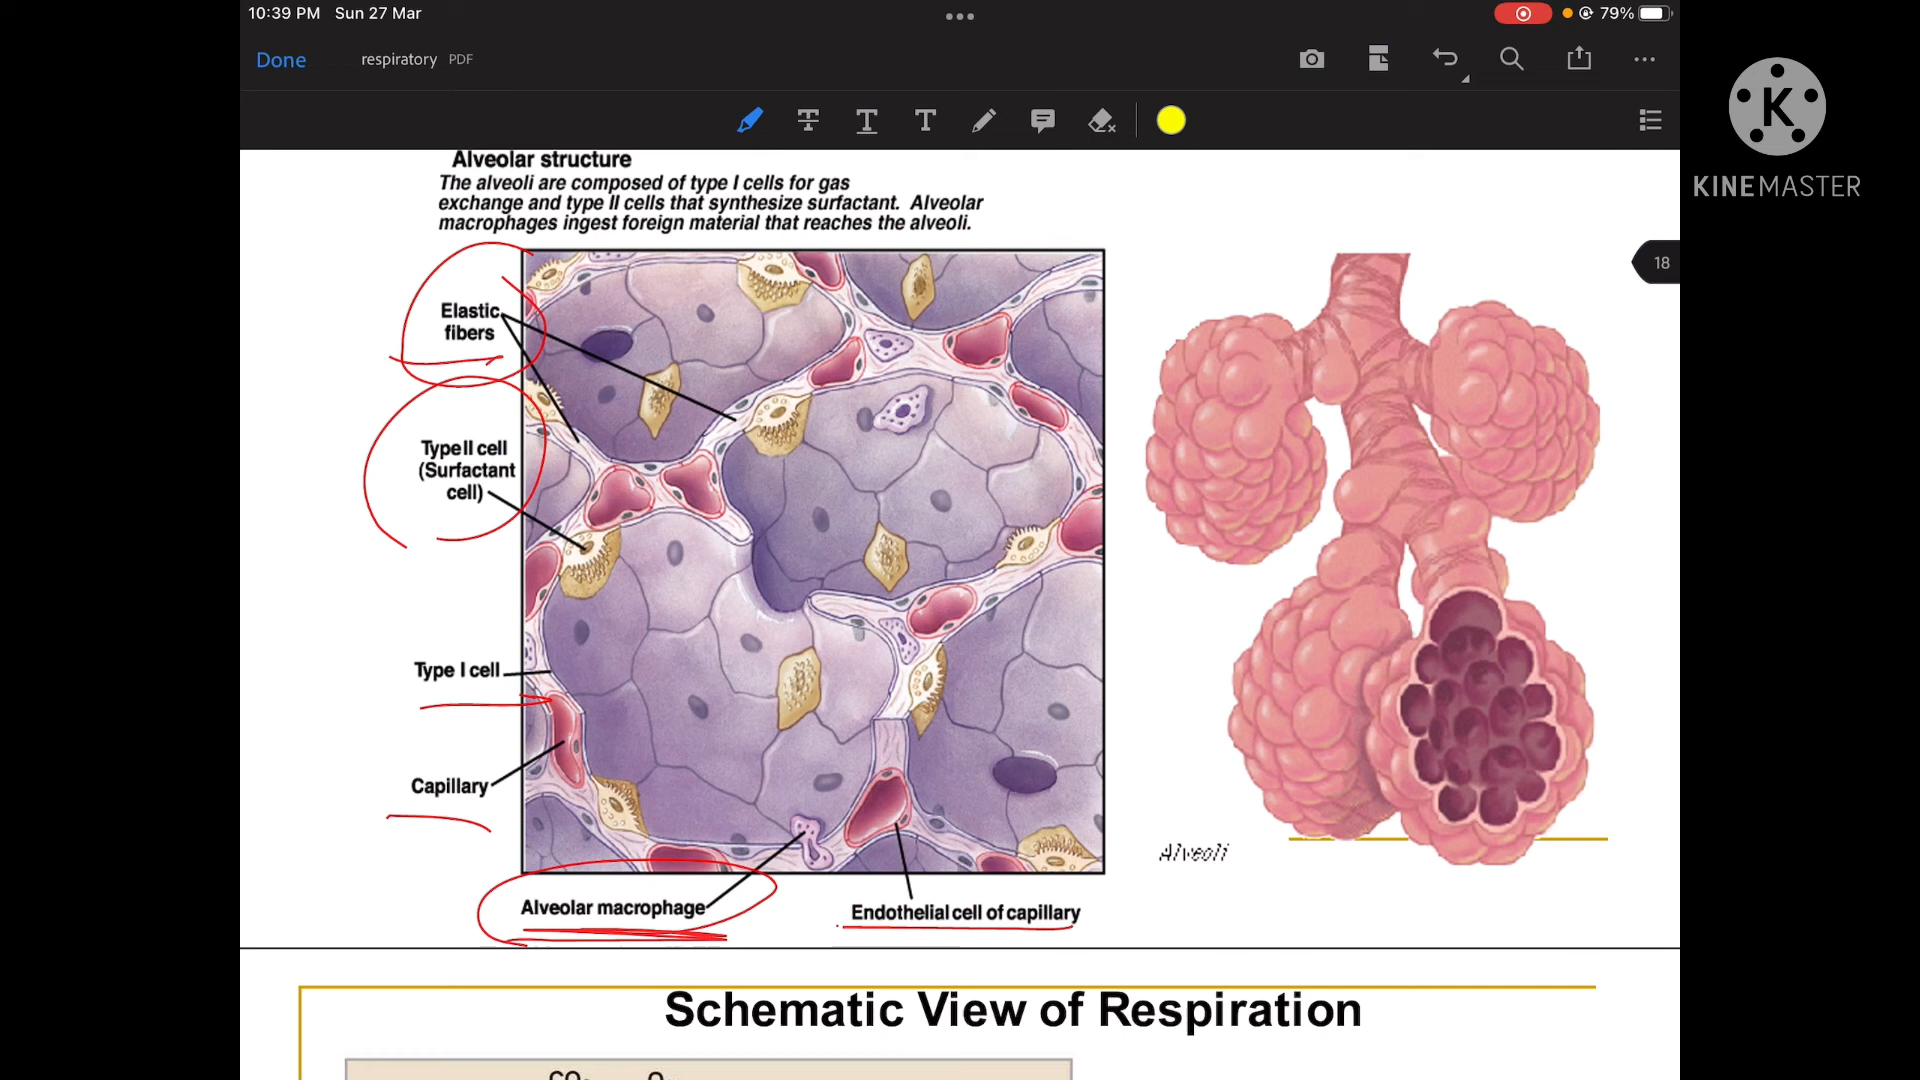 10:39 PM Sun 27 Mar
79%
Done respiratory PDF
K
KINEMASTER
Alveolar structure
The alveoli are composed of type I cells for gas
exchange and type II cells that synthesize surfactant. Alveolar
macrophages ingest foreign material that reaches the alveoli.
18
Elastic
fibers
Type II cell
(Surfactant
cell)
Type I cell
Capillary
Alveolar macrophage
Endothelial cell of capillary
Alveoli
Schematic View of Respiration